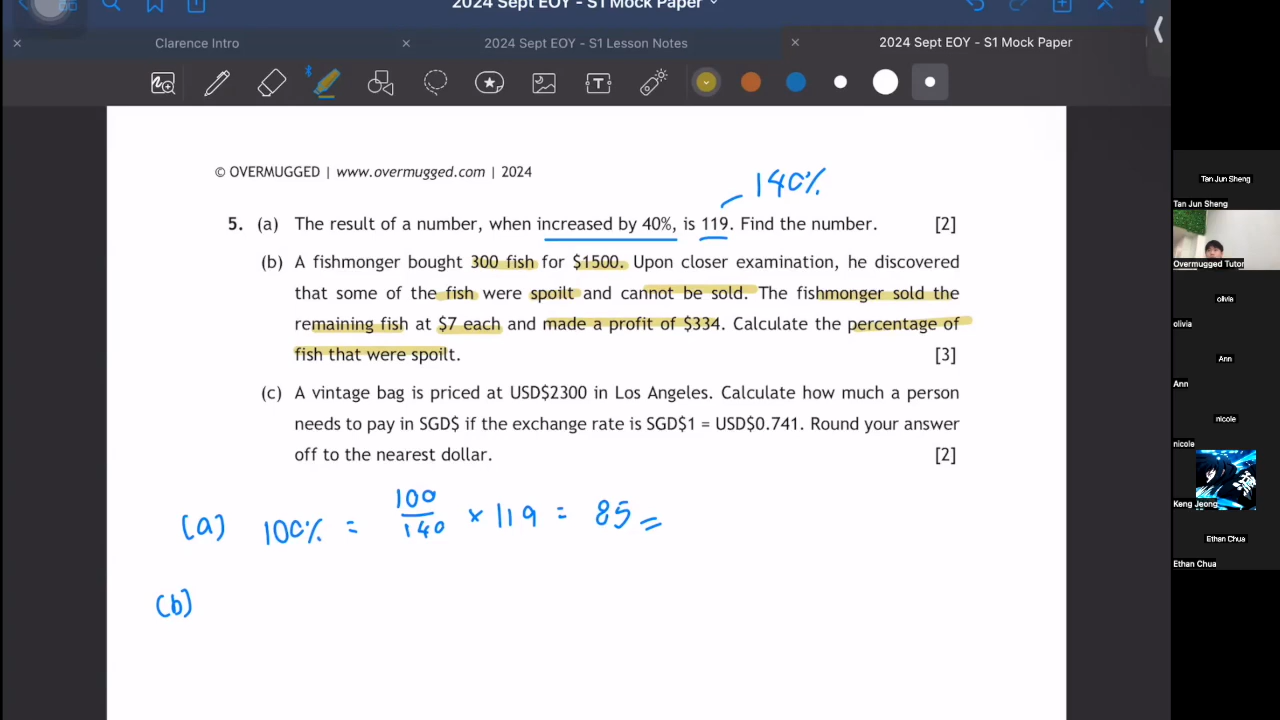 2024 Sept EOY - S1 Mock Paper
Clarence Intro
2024 Sept EOY - S1 Lesson Notes
2024 Sept EOY - S1 Mock Paper
© OVERMUGGED | www.overmugged.com | 2024
140%
5. (a) The result of a number, when increased by 40%, is 119. Find the number. [2]
(b) A fishmonger bought 300 fish for $1500. Upon closer examination, he discovered
that some of the fish were spoilt and cannot be sold. The fishmonger sold the
remaining fish at $7 each and made a profit of $334. Calculate the percentage of
fish that were spoilt. [3]
(c) A vintage bag is priced at USD$2300 in Los Angeles. Calculate how much a person
needs to pay in SGD$ if the exchange rate is SGD$1 = USD$0.741. Round your answer
off to the nearest dollar. [2]
(a) 100% = 100/140 × 119 = 85
(b)
Tan Jun Sheng
Tan Jun Sheng
Overmugged Tutor
olivia
olivia
Ann
Ann
nicole
nicole
Keng Jeong
Ethan Chua
Ethan Chua